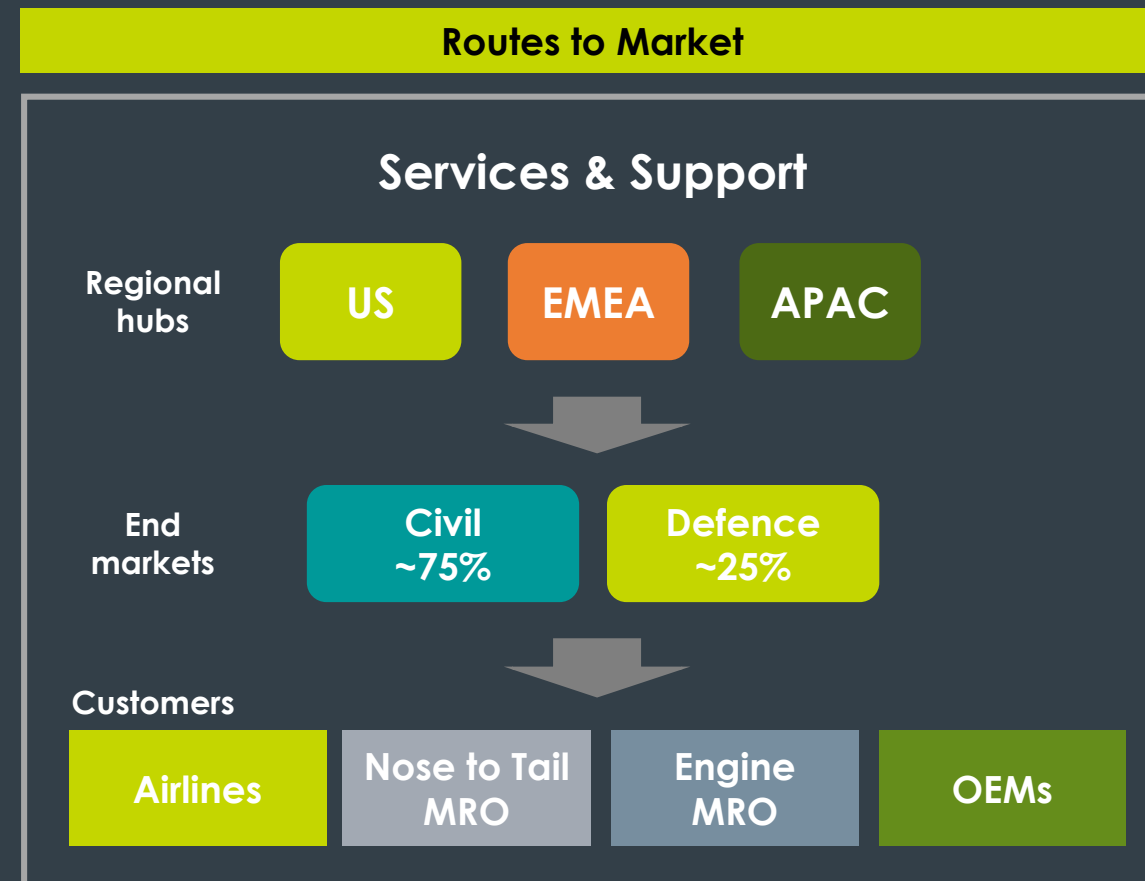 Routes to Market
Services & Support
Regional
hubs
US
EMEA
APAC
End
markets
Civil
~75%
Defence
~25%
Customers
Airlines
Nose to Tail
MRO
Engine
MRO
OEMs